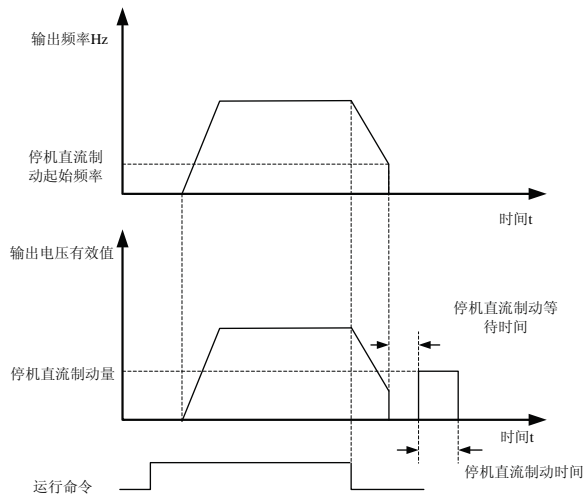 输出频率Hz
停机直流制
动起始频率
时间t
输出电压有效值
停机直流制动等
待时间
停机直流制动量
时间t
停机直流制动时间
运行命令